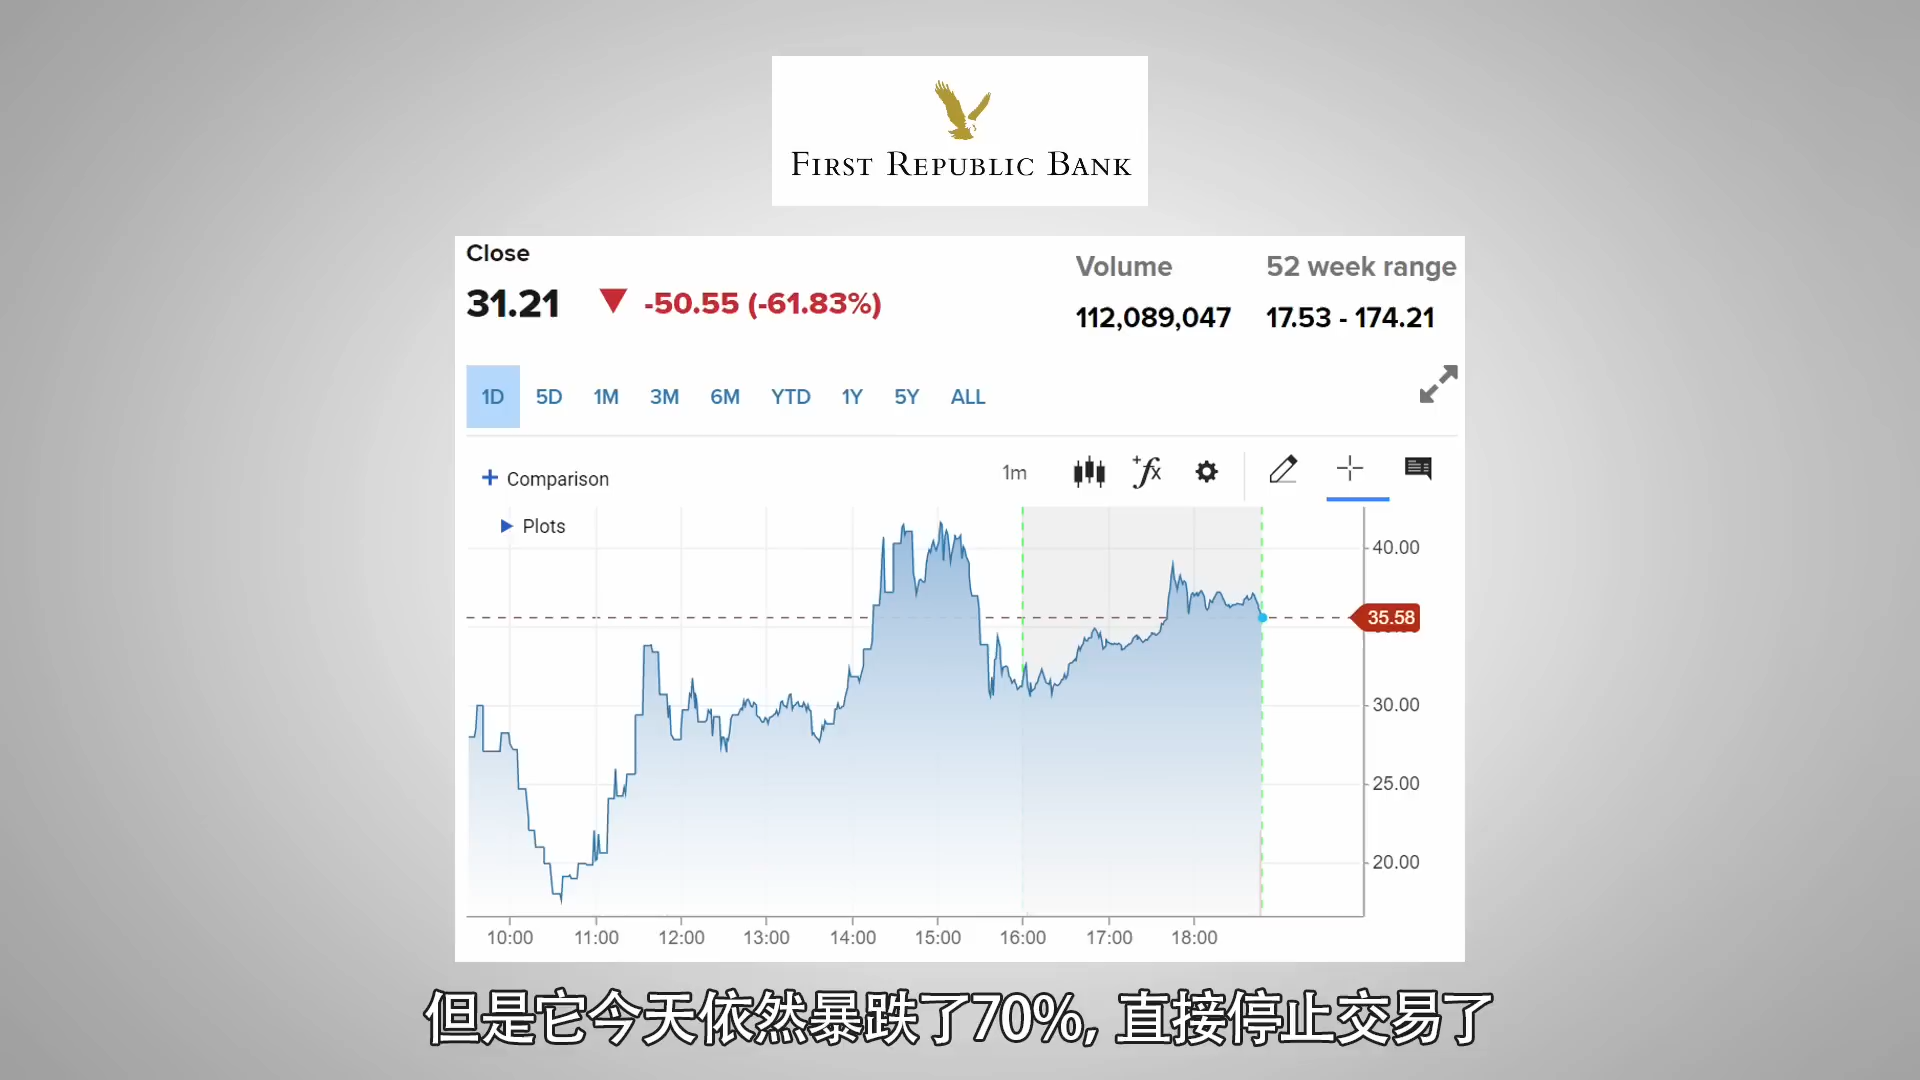 FIRST REPUBLIC BANK
Close
31.21 ▼ -50.55 (-61.83%)
Volume
112,089,047
52 week range
17.53 - 174.21
1D 5D 1M 3M 6M YTD 1Y 5Y ALL
+ Comparison
1m
Plots
40.00
35.58
30.00
25.00
20.00
10:00 11:00 12:00 13:00 14:00 15:00 16:00 17:00 18:00
但是它今天依然暴跌了70%, 直接停止交易了